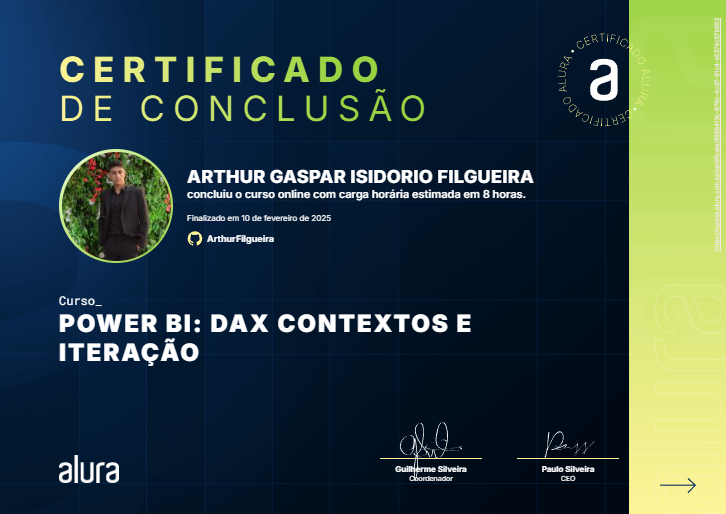 CERTIFICADO
DE CONCLUSÃO
CERTIFICADO ALURA • CERTIFICADO ALURA •
a
ARTHUR GASPAR ISIDORIO FILGUEIRA
concluiu o curso online com carga horária estimada em 8 horas.
Finalizado em 10 de fevereiro de 2025
ArthurFilgueira
Curso_
POWER BI: DAX CONTEXTOS E
ITERAÇÃO
alura
Guilherme Silveira
Coordenador
Paulo Silveira
CEO
alura